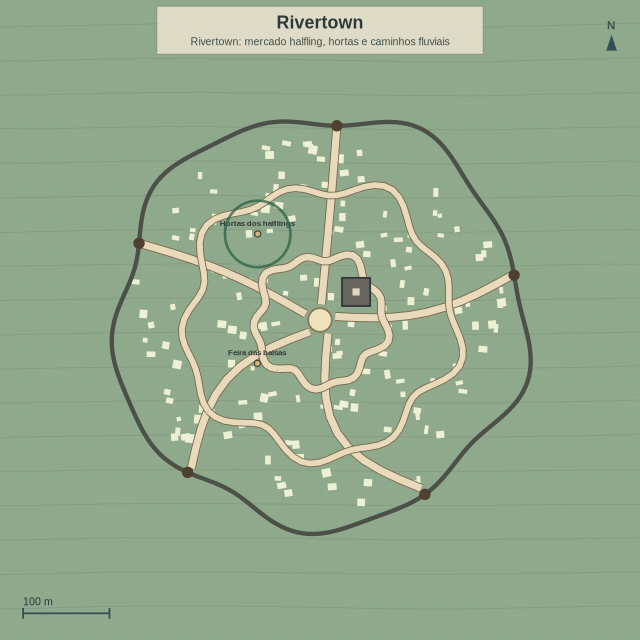 Rivertown
Rivertown: mercado halfling, hortas e caminhos fluviais
N
Hortas dos halflings
Feira das balsas
100 m